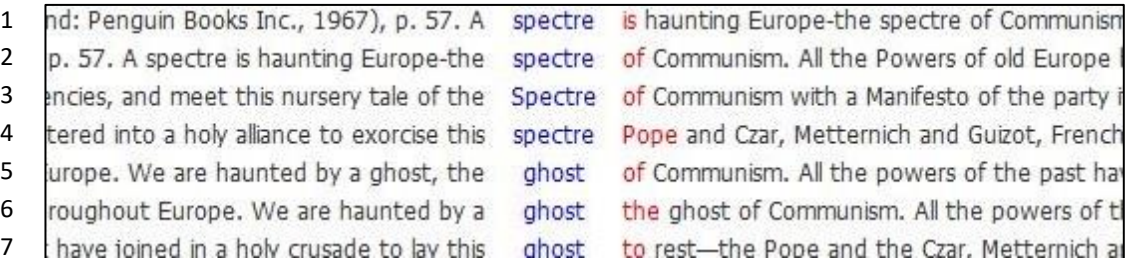 1 nd: Penguin Books Inc., 1967), p. 57. A spectre is haunting Europe-the spectre of Communism
2 p. 57. A spectre is haunting Europe-the spectre of Communism. All the Powers of old Europe
3 encies, and meet this nursery tale of the Spectre of Communism with a Manifesto of the party
4 tered into a holy alliance to exorcise this spectre Pope and Czar, Metternich and Guizot, French
5 urope. We are haunted by a ghost, the ghost of Communism. All the powers of the past hav
6 roughout Europe. We are haunted by a ghost the ghost of Communism. All the powers of th
7 have joined in a holy crusade to lay this ghost to rest—the Pope and the Czar, Metternich a